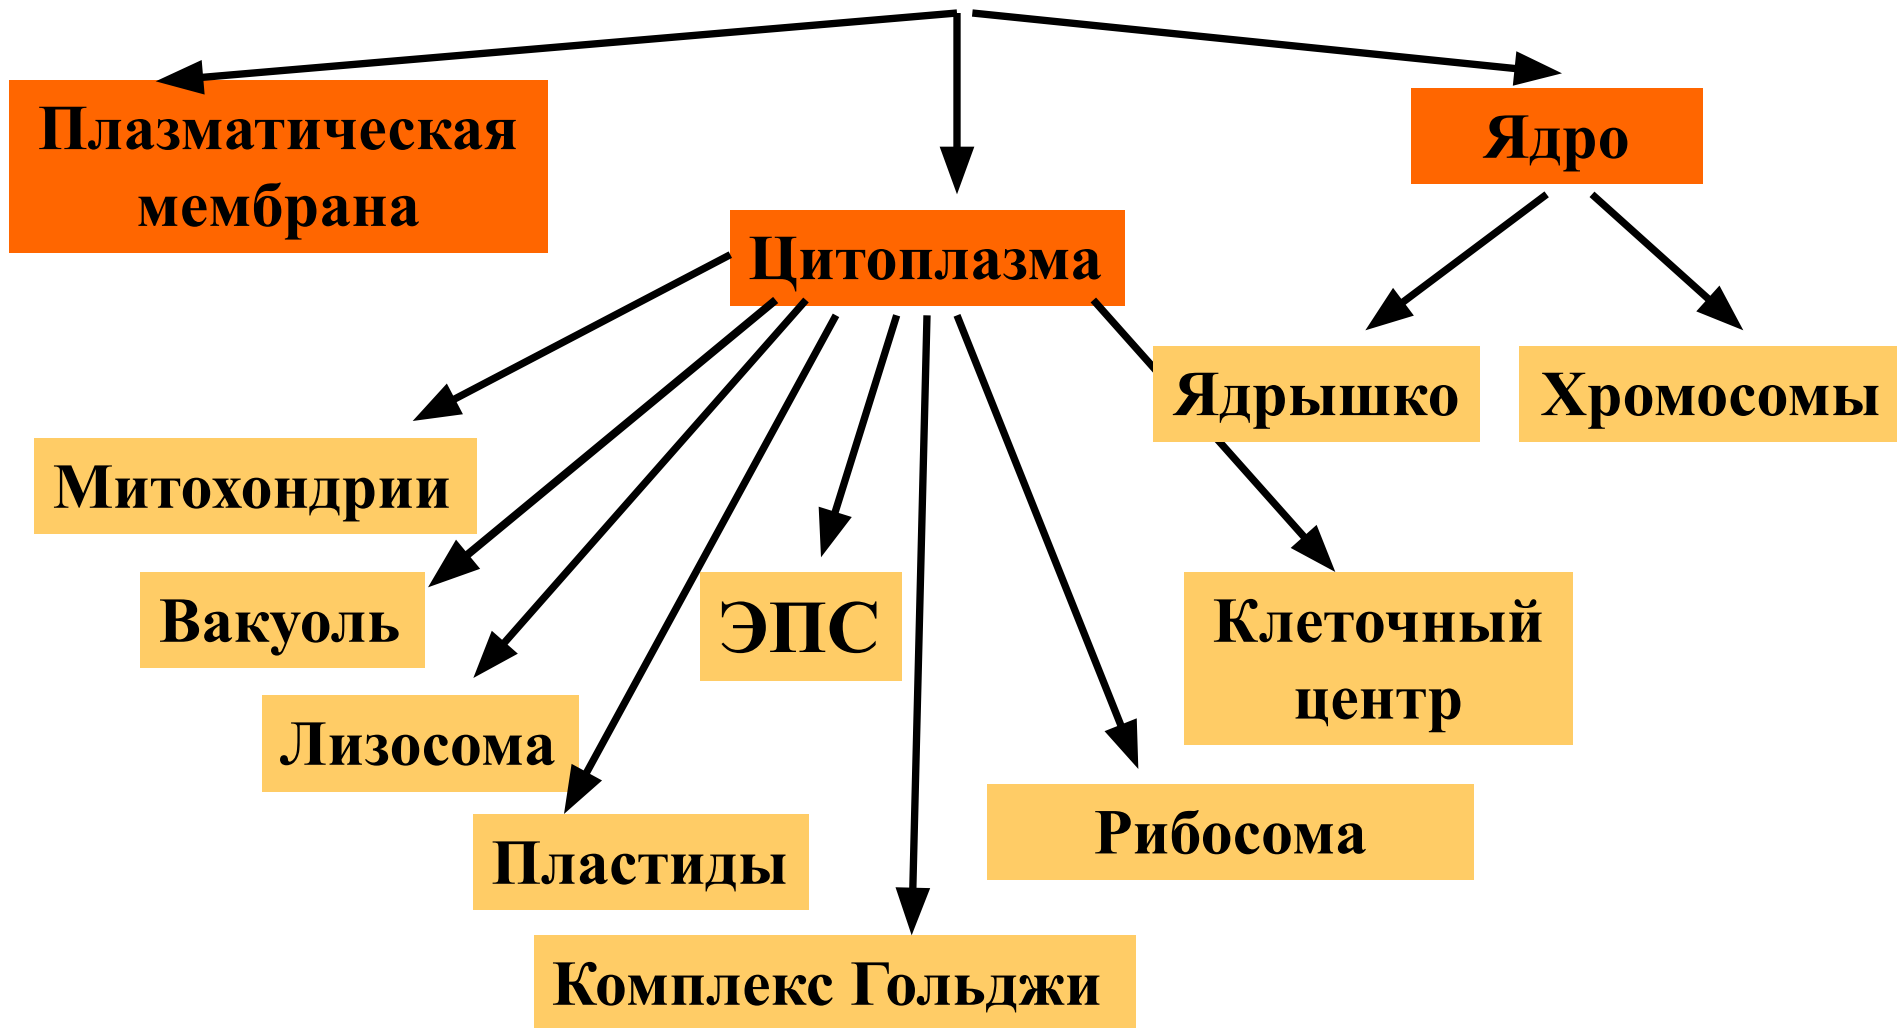 Плазматическая
мембрана
Ядро
Цитоплазма
Ядрышко
Хромосомы
Митохондрии
Вакуоль
ЭПС
Клеточный
центр
Лизосома
Рибосома
Пластиды
Комплекс Гольджи